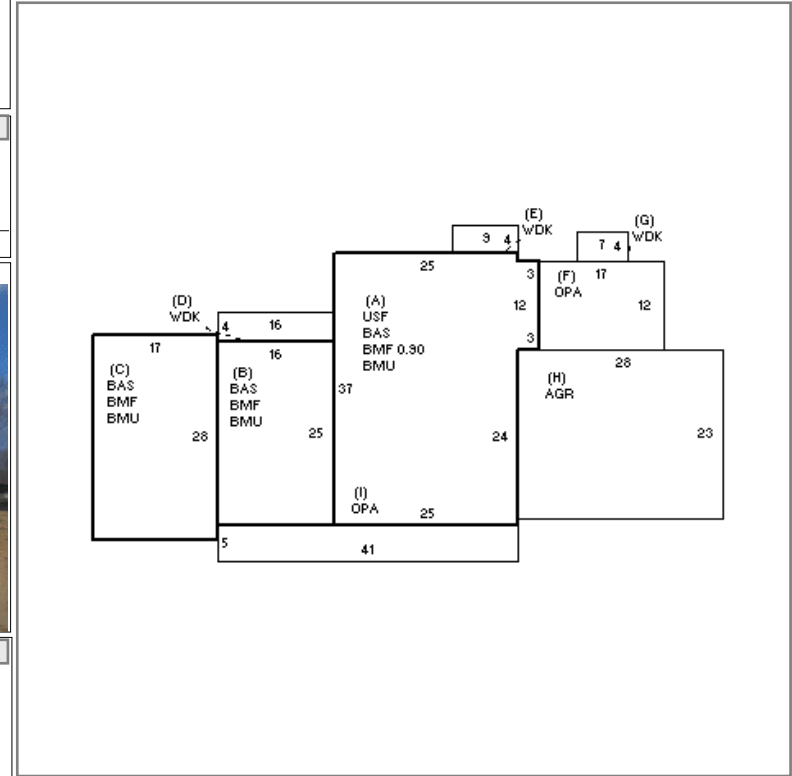 (E)
WDK
9 4
(G)
WDK
7 4
25
3
(F)
OPA
17
12
12
3
(D)
WDK
4
16
16
(A)
USF
BAS
BMF 0.90
BMU
37
24
17
(C)
BAS
BMF
BMU
28
(B)
BAS
BMF
BMU
25
28
(H)
AGR
23
(I)
OPA
25
5
41